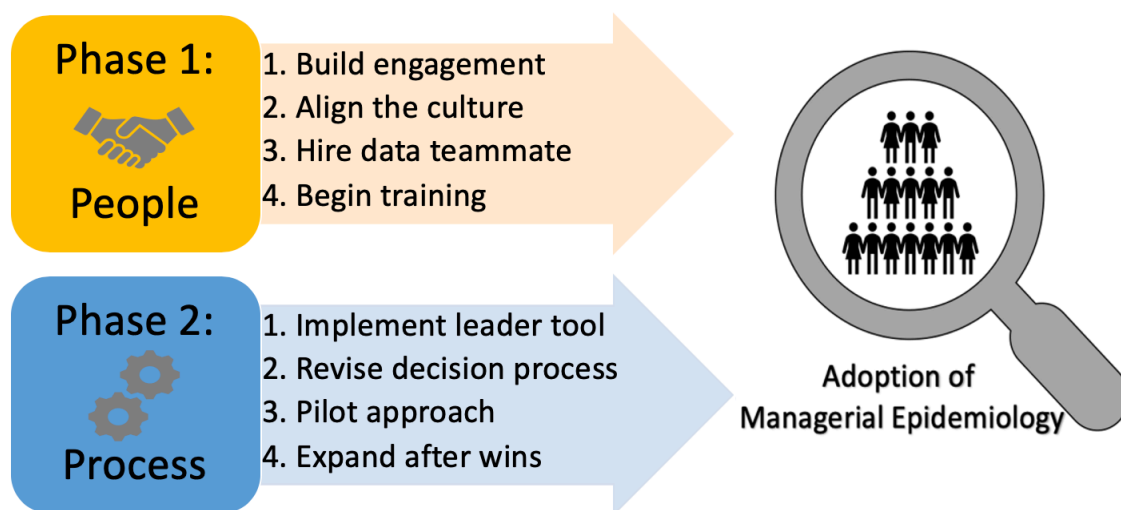 Phase 1:
People
1. Build engagement
2. Align the culture
3. Hire data teammate
4. Begin training
Phase 2:
Process
1. Implement leader tool
2. Revise decision process
3. Pilot approach
4. Expand after wins
Adoption of
Managerial Epidemiology